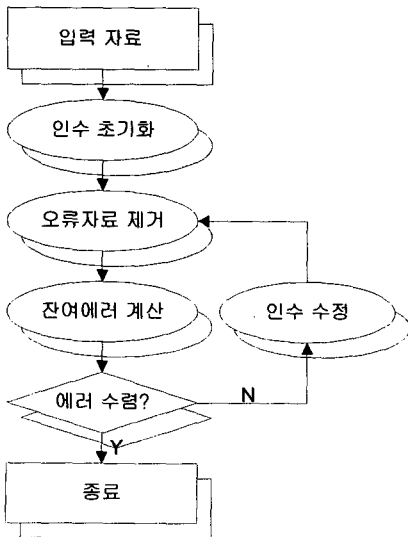 입력 자료
인수 초기화
오류자료 제거
잔여에러 계산
인수 수정
에러 수렴?
N
Y
종료